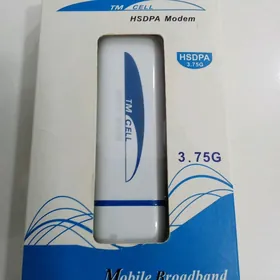 TM CELL
HSDPA Modem
HSDPA
3.75G
TM CELL
3.75G
Mobile Broadband